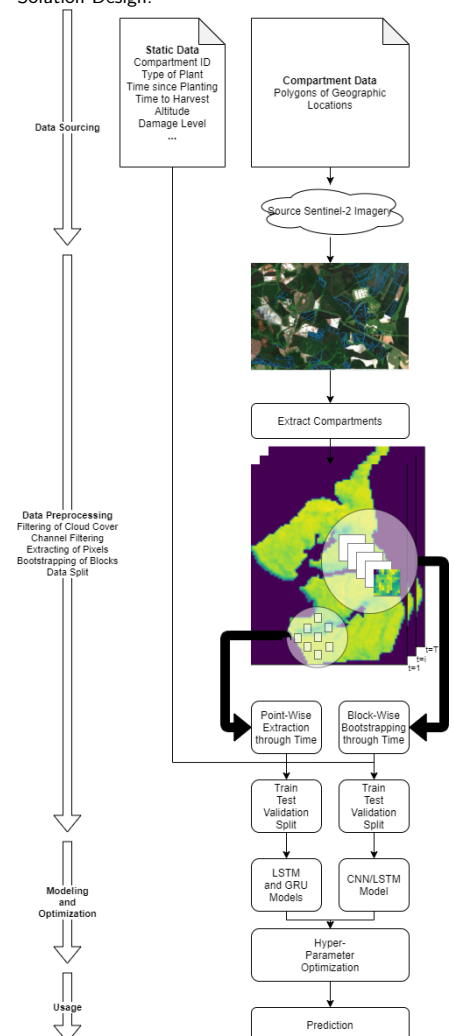 Solution Design:
Static Data
Compartment ID
Type of Plant
Time since Planting
Time to Harvest
Altitude
Damage Level
...
Compartment Data
Polygons of Geographic
Locations
Data Sourcing
Source Sentinel-2 Imagery
Extract Compartments
Data Preprocessing
Filtering of Cloud Cover
Channel Filtering
Extracting of Pixels
Bootstrapping of Blocks
Data Split
t=T
t=i
t=1
Point-Wise
Extraction
through Time
Block-Wise
Bootstrapping
through Time
Train
Test
Validation
Split
Train
Test
Validation
Split
Modeling
and
Optimization
LSTM
and GRU
Models
CNN/LSTM
Model
Hyper-
Parameter
Optimization
Usage
Prediction